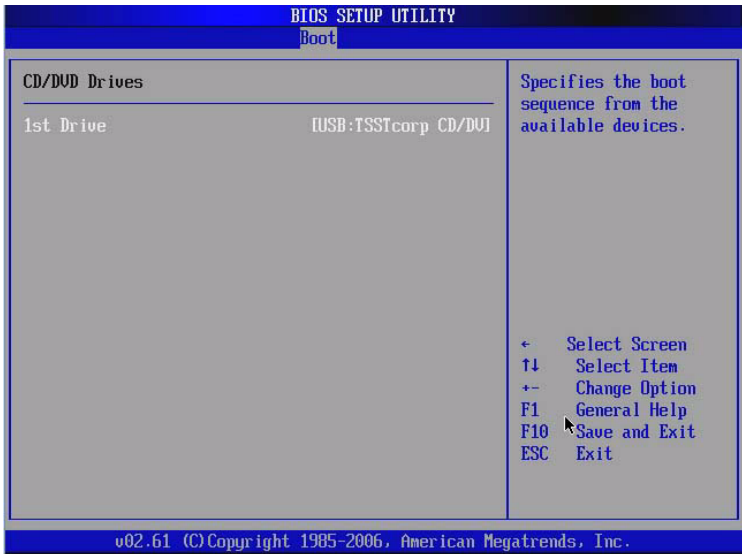 BIOS SETUP UTILITY
Boot
CD/DVD Drives
1st Drive [USB:TSSTcorp CD/DV]
Specifies the boot
sequence from the
available devices.
← Select Screen
↑↓ Select Item
+- Change Option
F1 General Help
F10 Save and Exit
ESC Exit
v02.61 (C)Copyright 1985-2006, American Megatrends, Inc.